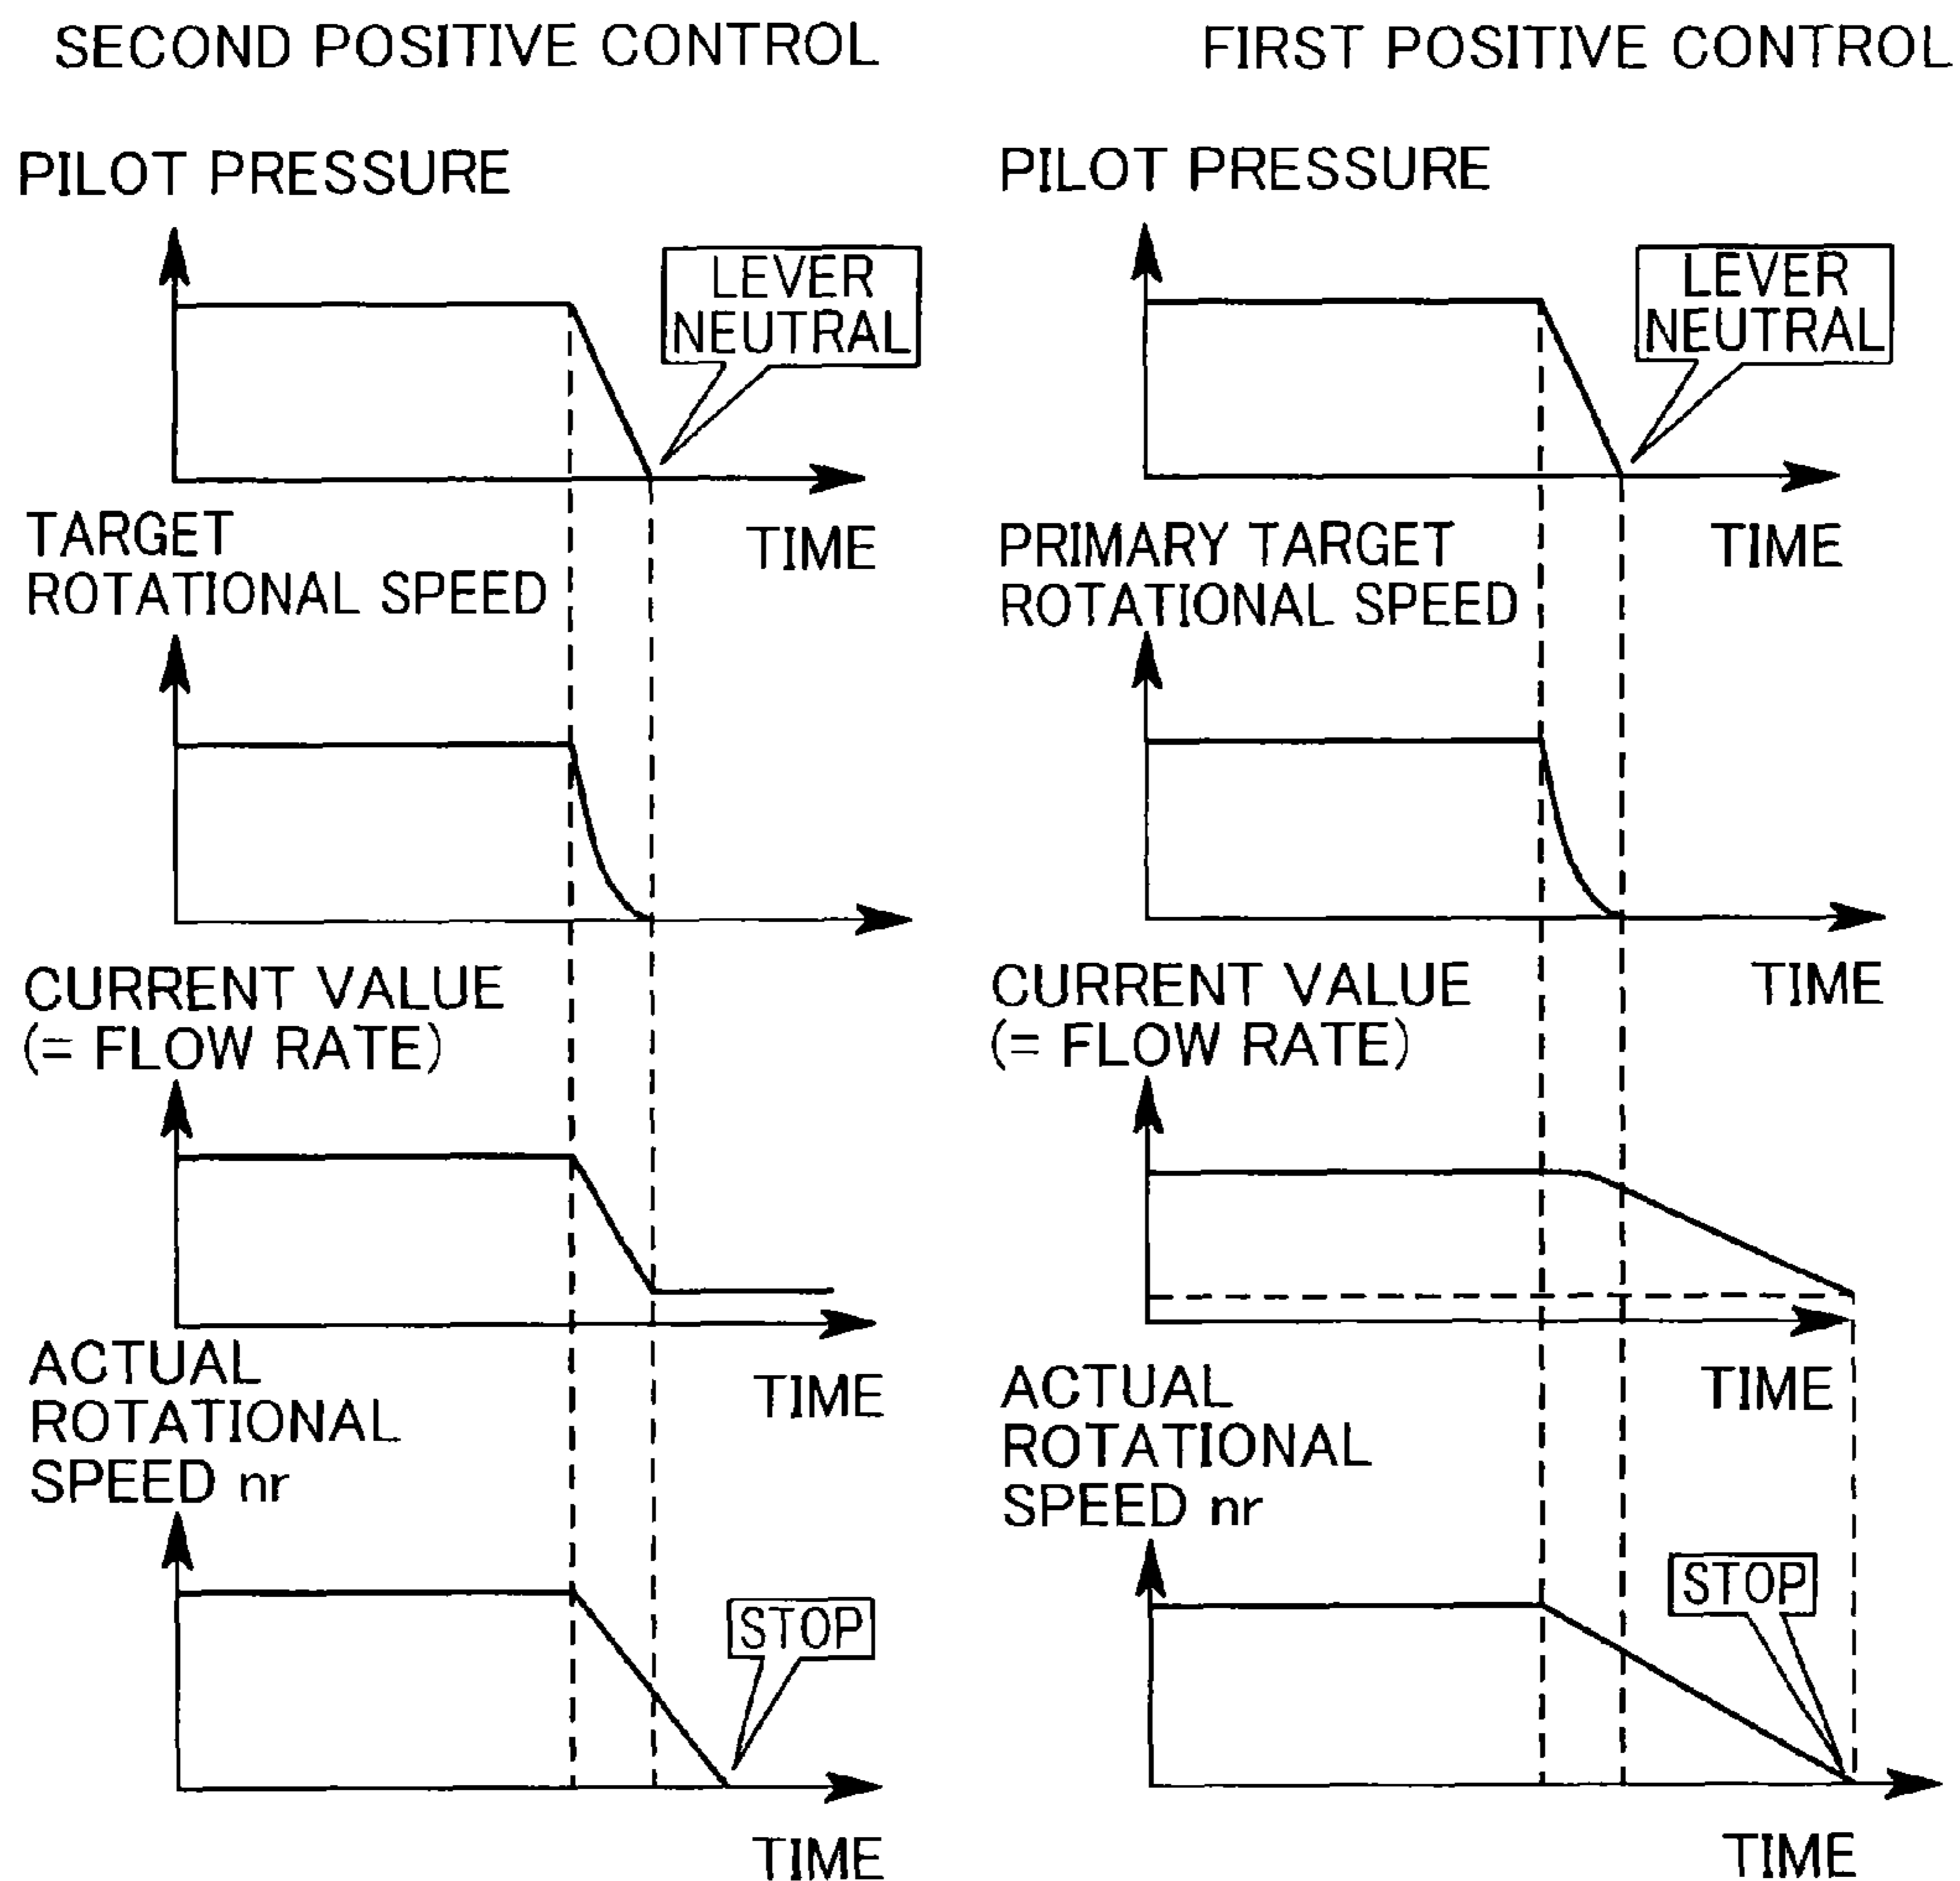 SECOND POSITIVE CONTROL
PILOT PRESSURE
LEVER
NEUTRAL
TIME
TARGET
ROTATIONAL SPEED
CURRENT VALUE
(= FLOW RATE)
TIME
ACTUAL
ROTATIONAL
SPEED nr
STOP
TIME
FIRST POSITIVE CONTROL
PILOT PRESSURE
LEVER
NEUTRAL
TIME
PRIMARY TARGET
ROTATIONAL SPEED
TIME
CURRENT VALUE
(= FLOW RATE)
TIME
ACTUAL
ROTATIONAL
SPEED nr
STOP
TIME